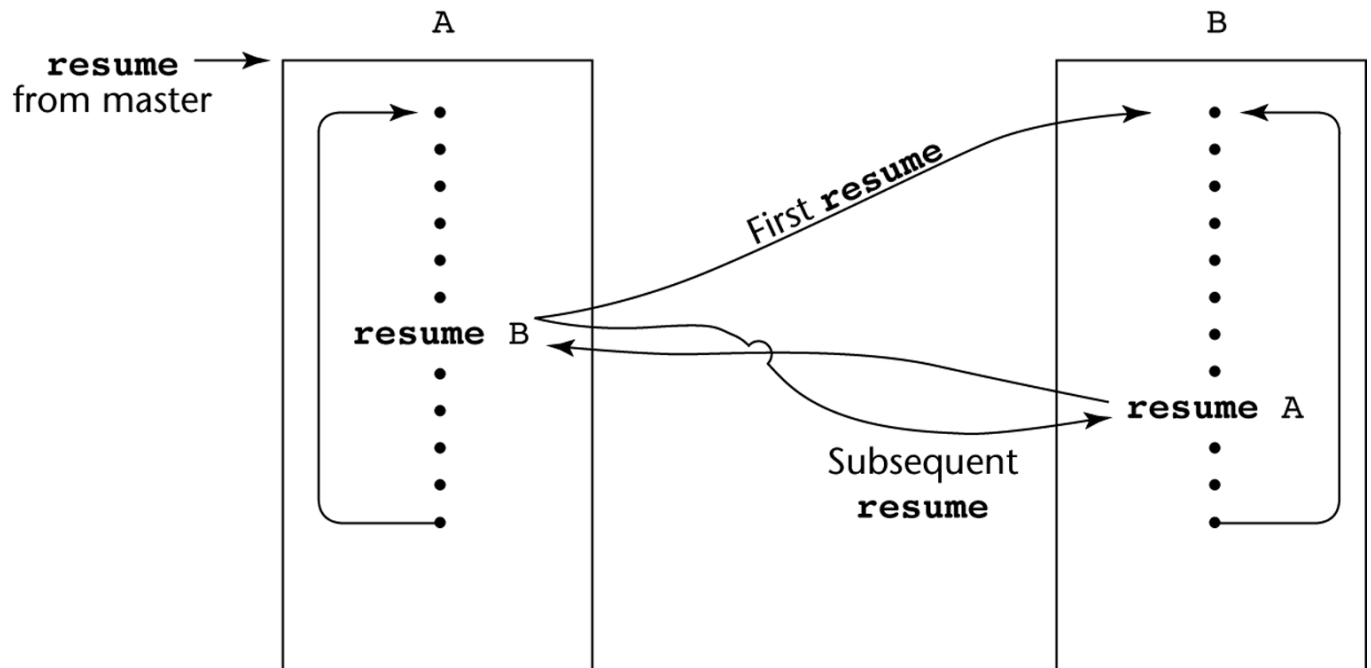 A
B
resume
from master
First resume
resume B
resume A
Subsequent
resume